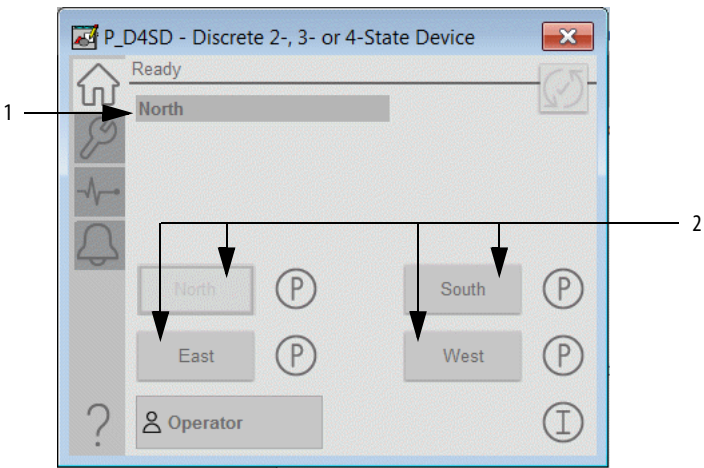 P_D4SD - Discrete 2-, 3- or 4-State Device
Ready
1
North
2
North
P
South
P
East
P
West
P
?
Operator
I